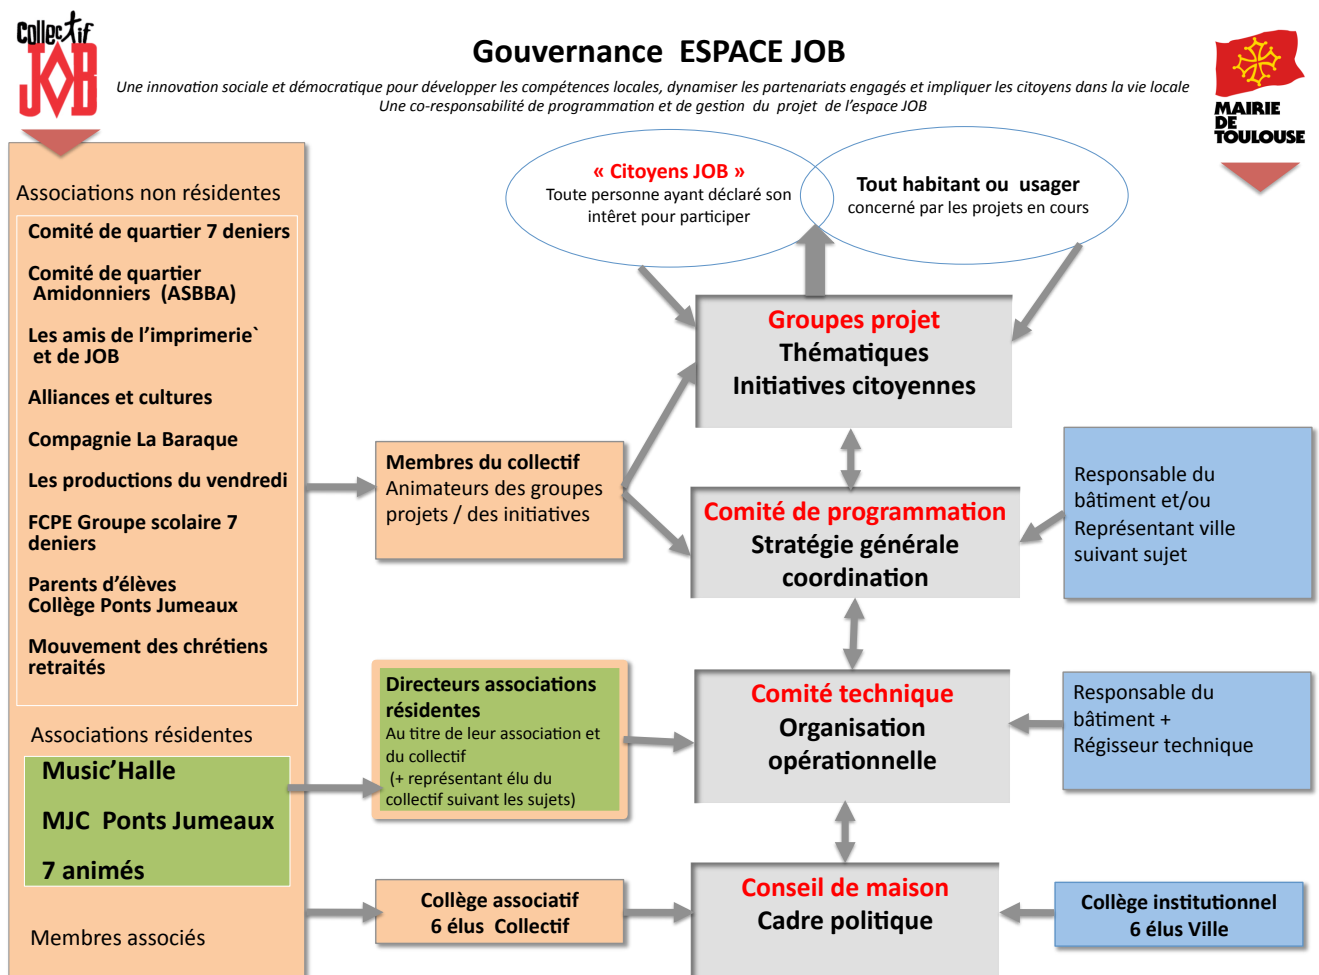 Collectif
JOB
Gouvernance ESPACE JOB
Une innovation sociale et démocratique pour développer les compétences locales, dynamiser les partenariats engagés et impliquer les citoyens dans la vie locale
Une co-responsabilité de programmation et de gestion du projet de l'espace JOB
MAIRIE
DE
TOULOUSE
Associations non résidentes
Comité de quartier 7 deniers
Comité de quartier
Amidonniers (ASBBA)
Les amis de l'imprimerie`
et de JOB
Alliances et cultures
Compagnie La Baraque
Les productions du vendredi
FCPE Groupe scolaire 7
deniers
Parents d'élèves
Collège Ponts Jumeaux
Mouvement des chrétiens
retraités
Associations résidentes
Music'Halle
MJC Ponts Jumeaux
7 animés
Membres associés
« Citoyens JOB »
Toute personne ayant déclaré son
intêret pour participer
Tout habitant ou usager
concerné par les projets en cours
Groupes projet
Thématiques
Initiatives citoyennes
Membres du collectif
Animateurs des groupes
projets / des initiatives
Comité de programmation
Stratégie générale
coordination
Responsable du
bâtiment et/ou
Représentant ville
suivant sujet
Directeurs associations
résidentes
Au titre de leur association et
du collectif
(+ représentant élu du
collectif suivant les sujets)
Comité technique
Organisation
opérationnelle
Responsable du
bâtiment +
Régisseur technique
Collège associatif
6 élus Collectif
Conseil de maison
Cadre politique
Collège institutionnel
6 élus Ville